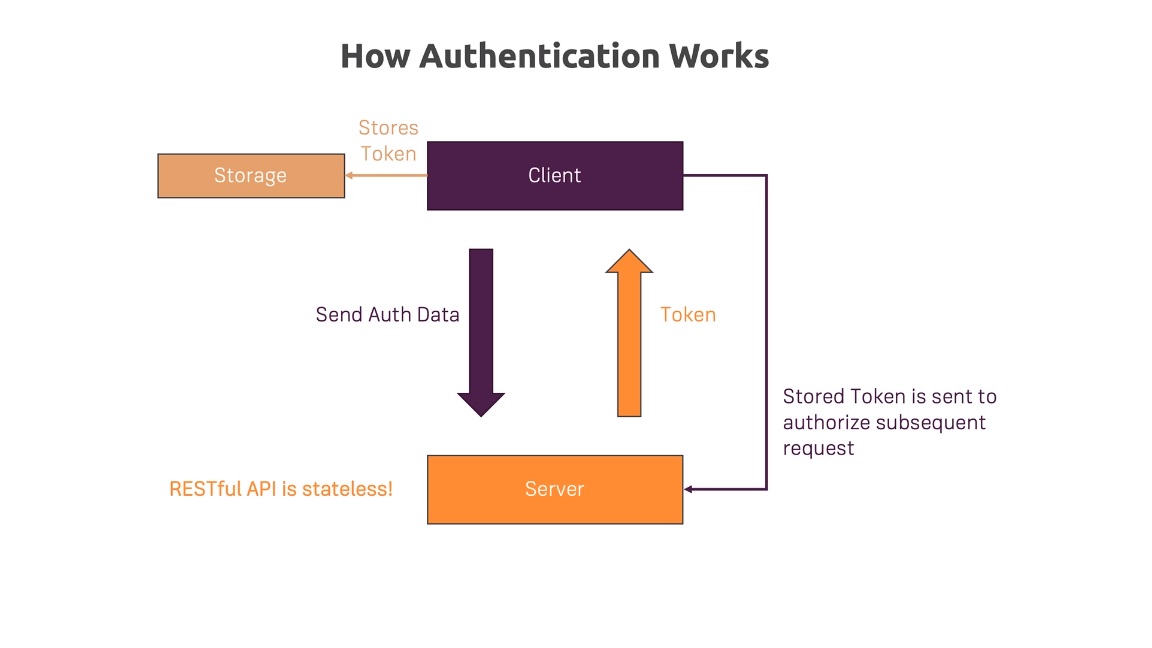 How Authentication Works
Stores
Token
Storage
Client
Send Auth Data
Token
Stored Token is sent to
authorize subsequent
request
RESTful API is stateless!
Server